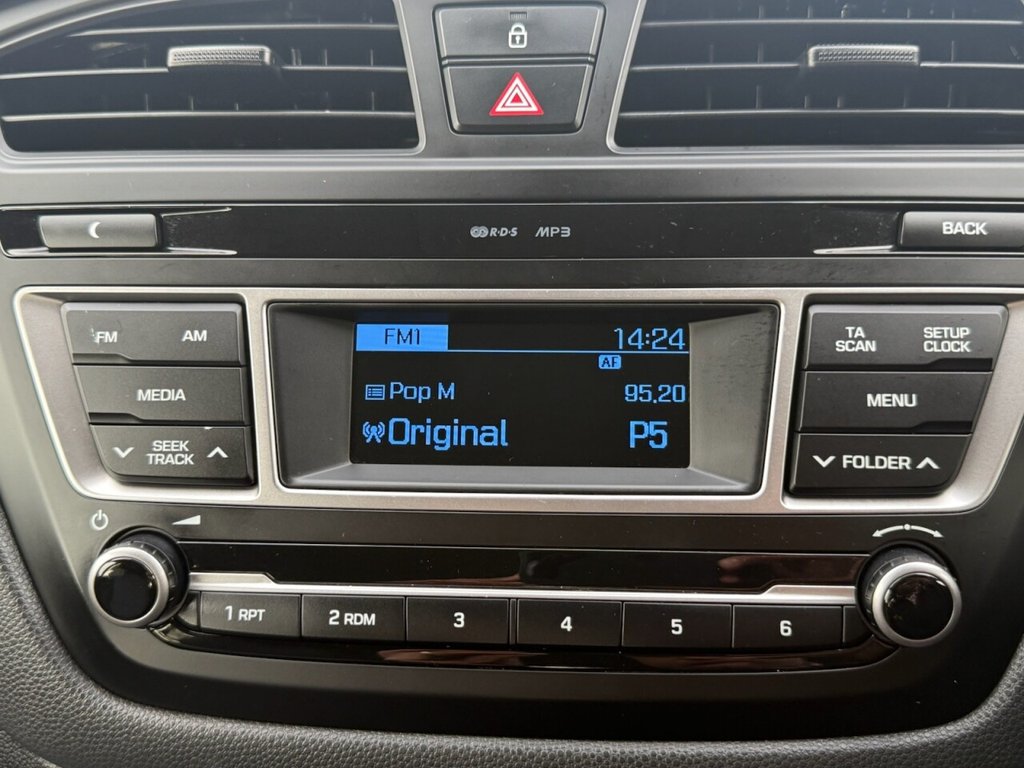 R·D·S MP3
BACK
FM AM
MEDIA
SEEK
TRACK
FM1 14:24
AF
Pop M 95.20
Original P5
TA
SCAN
SETUP
CLOCK
MENU
FOLDER
1 RPT 2 RDM 3 4 5 6